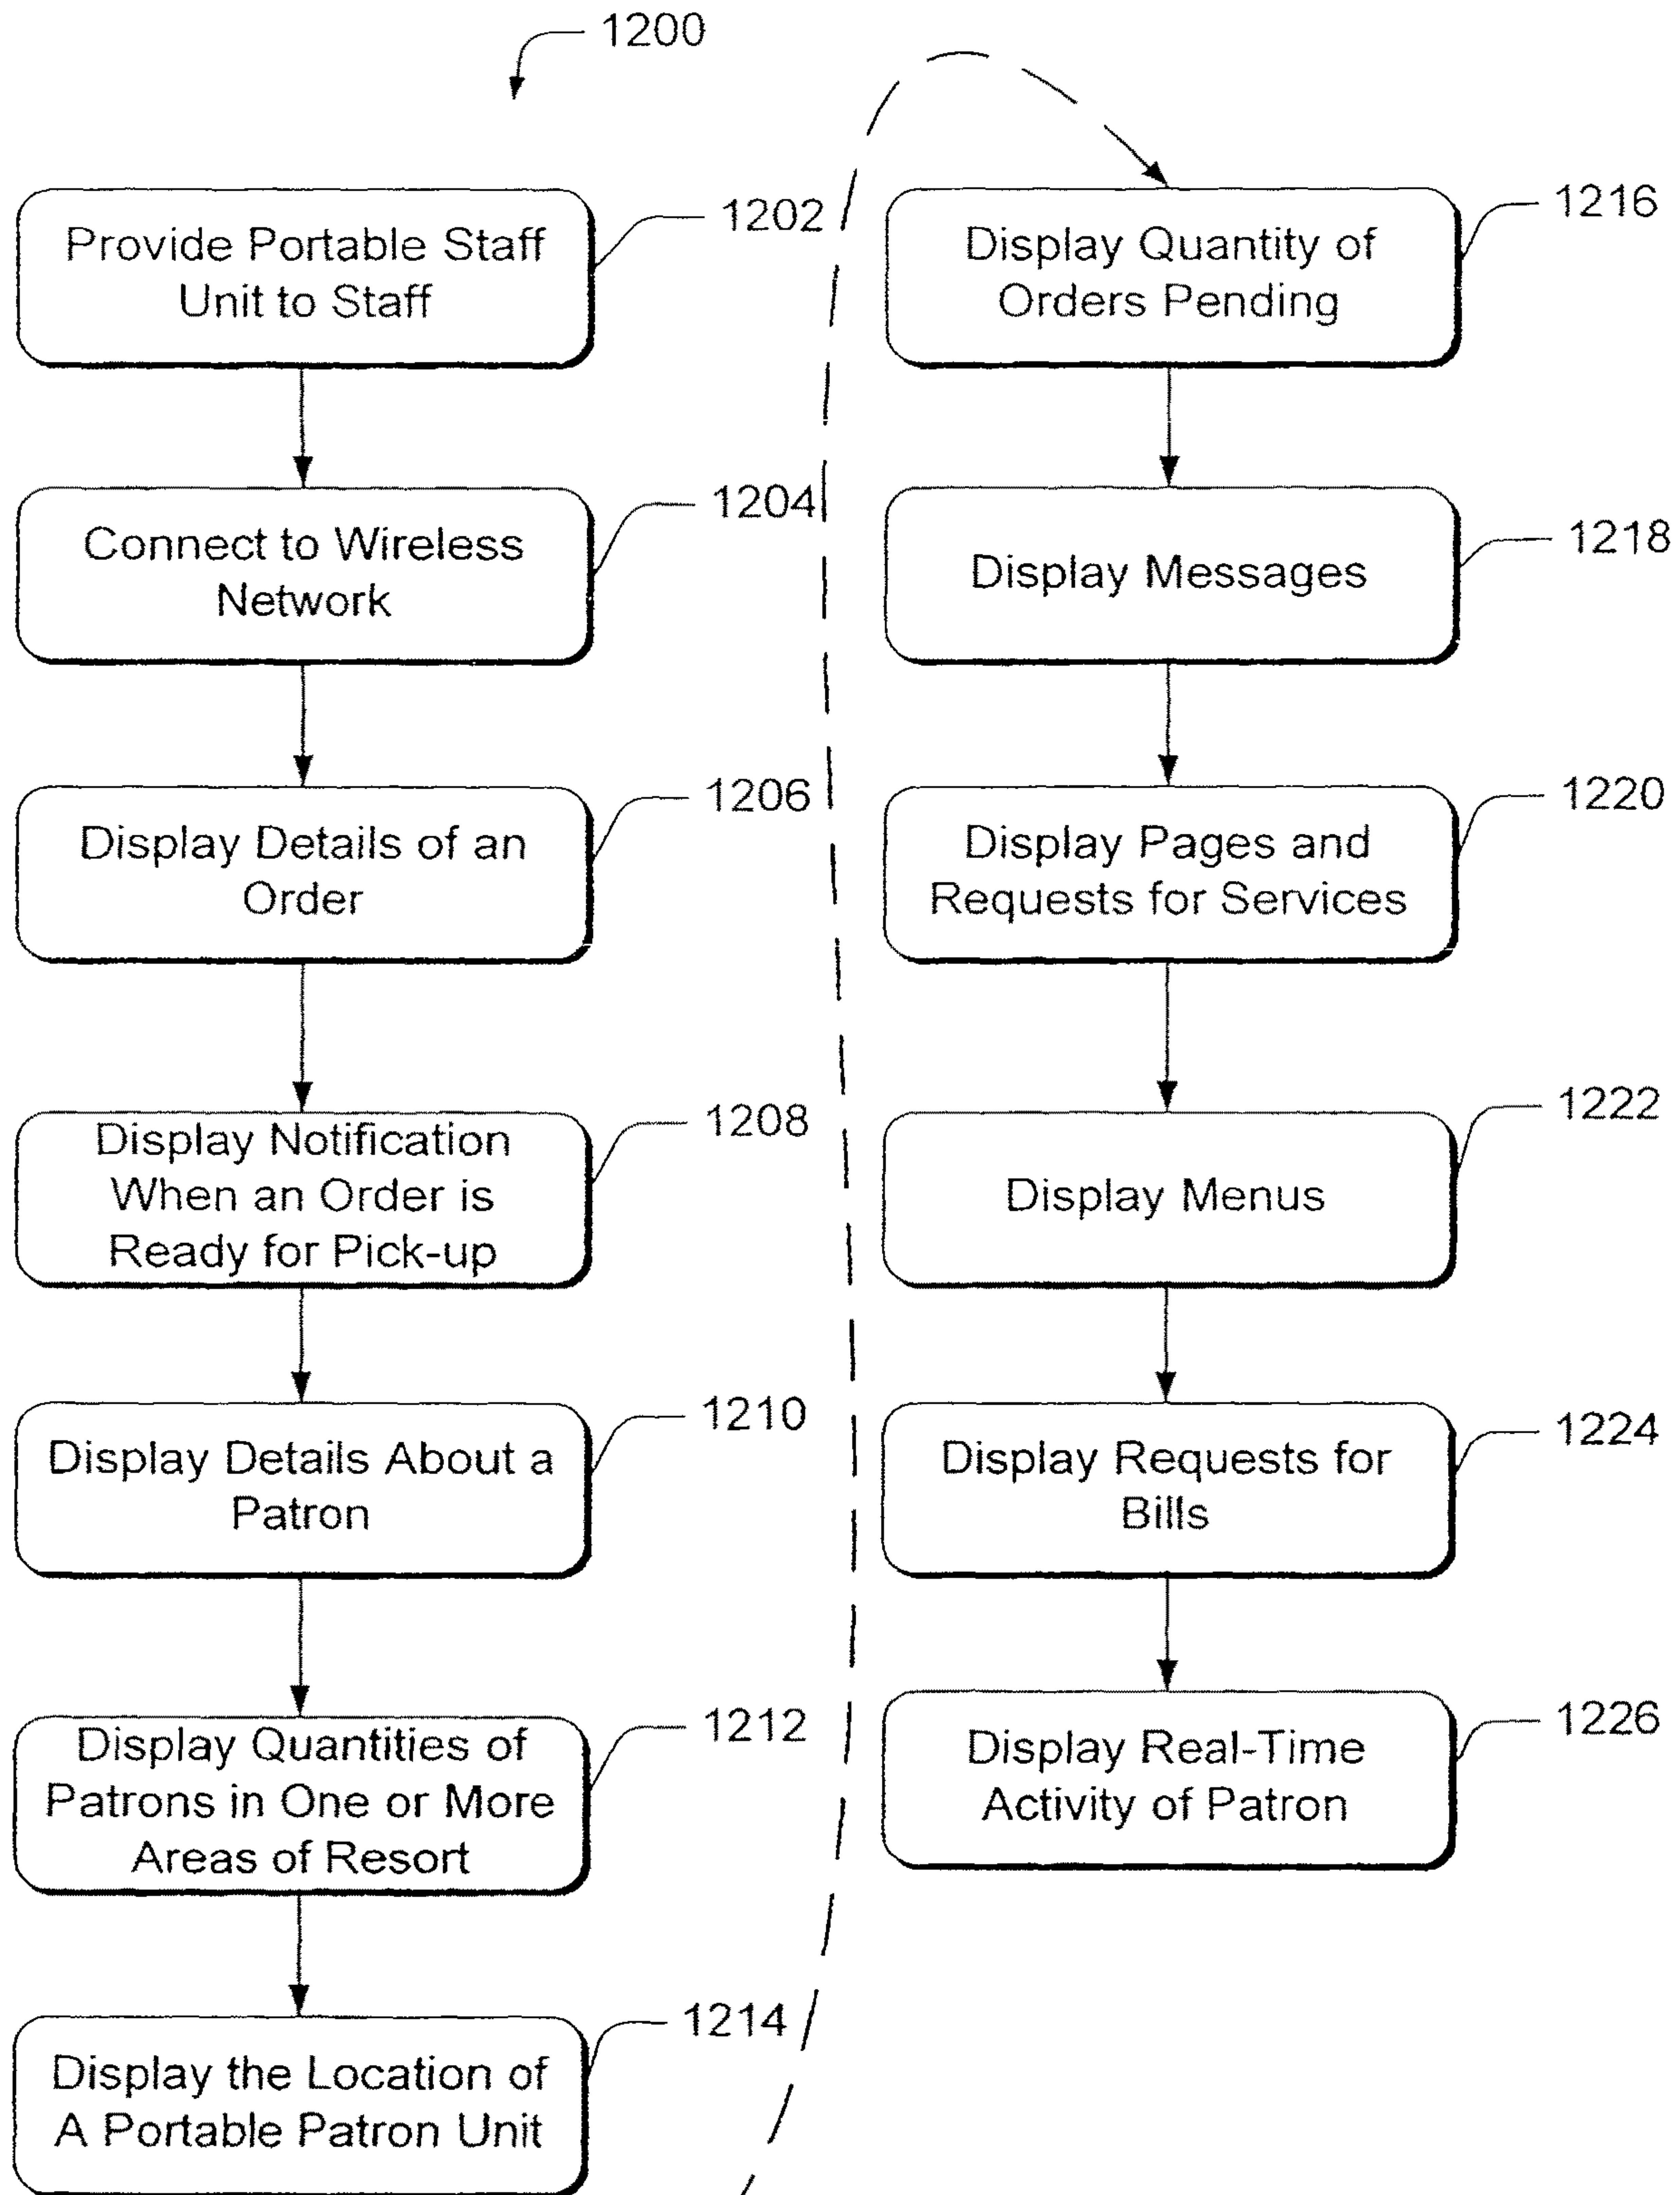 1200
Provide Portable Staff
Unit to Staff
1202
Connect to Wireless
Network
1204
Display Details of an
Order
1206
Display Notification
When an Order is
Ready for Pick-up
1208
Display Details About a
Patron
1210
Display Quantities of
Patrons in One or More
Areas of Resort
1212
Display the Location of
A Portable Patron Unit
1214
Display Quantity of
Orders Pending
1216
Display Messages
1218
Display Pages and
Requests for Services
1220
Display Menus
1222
Display Requests for
Bills
1224
Display Real-Time
Activity of Patron
1226